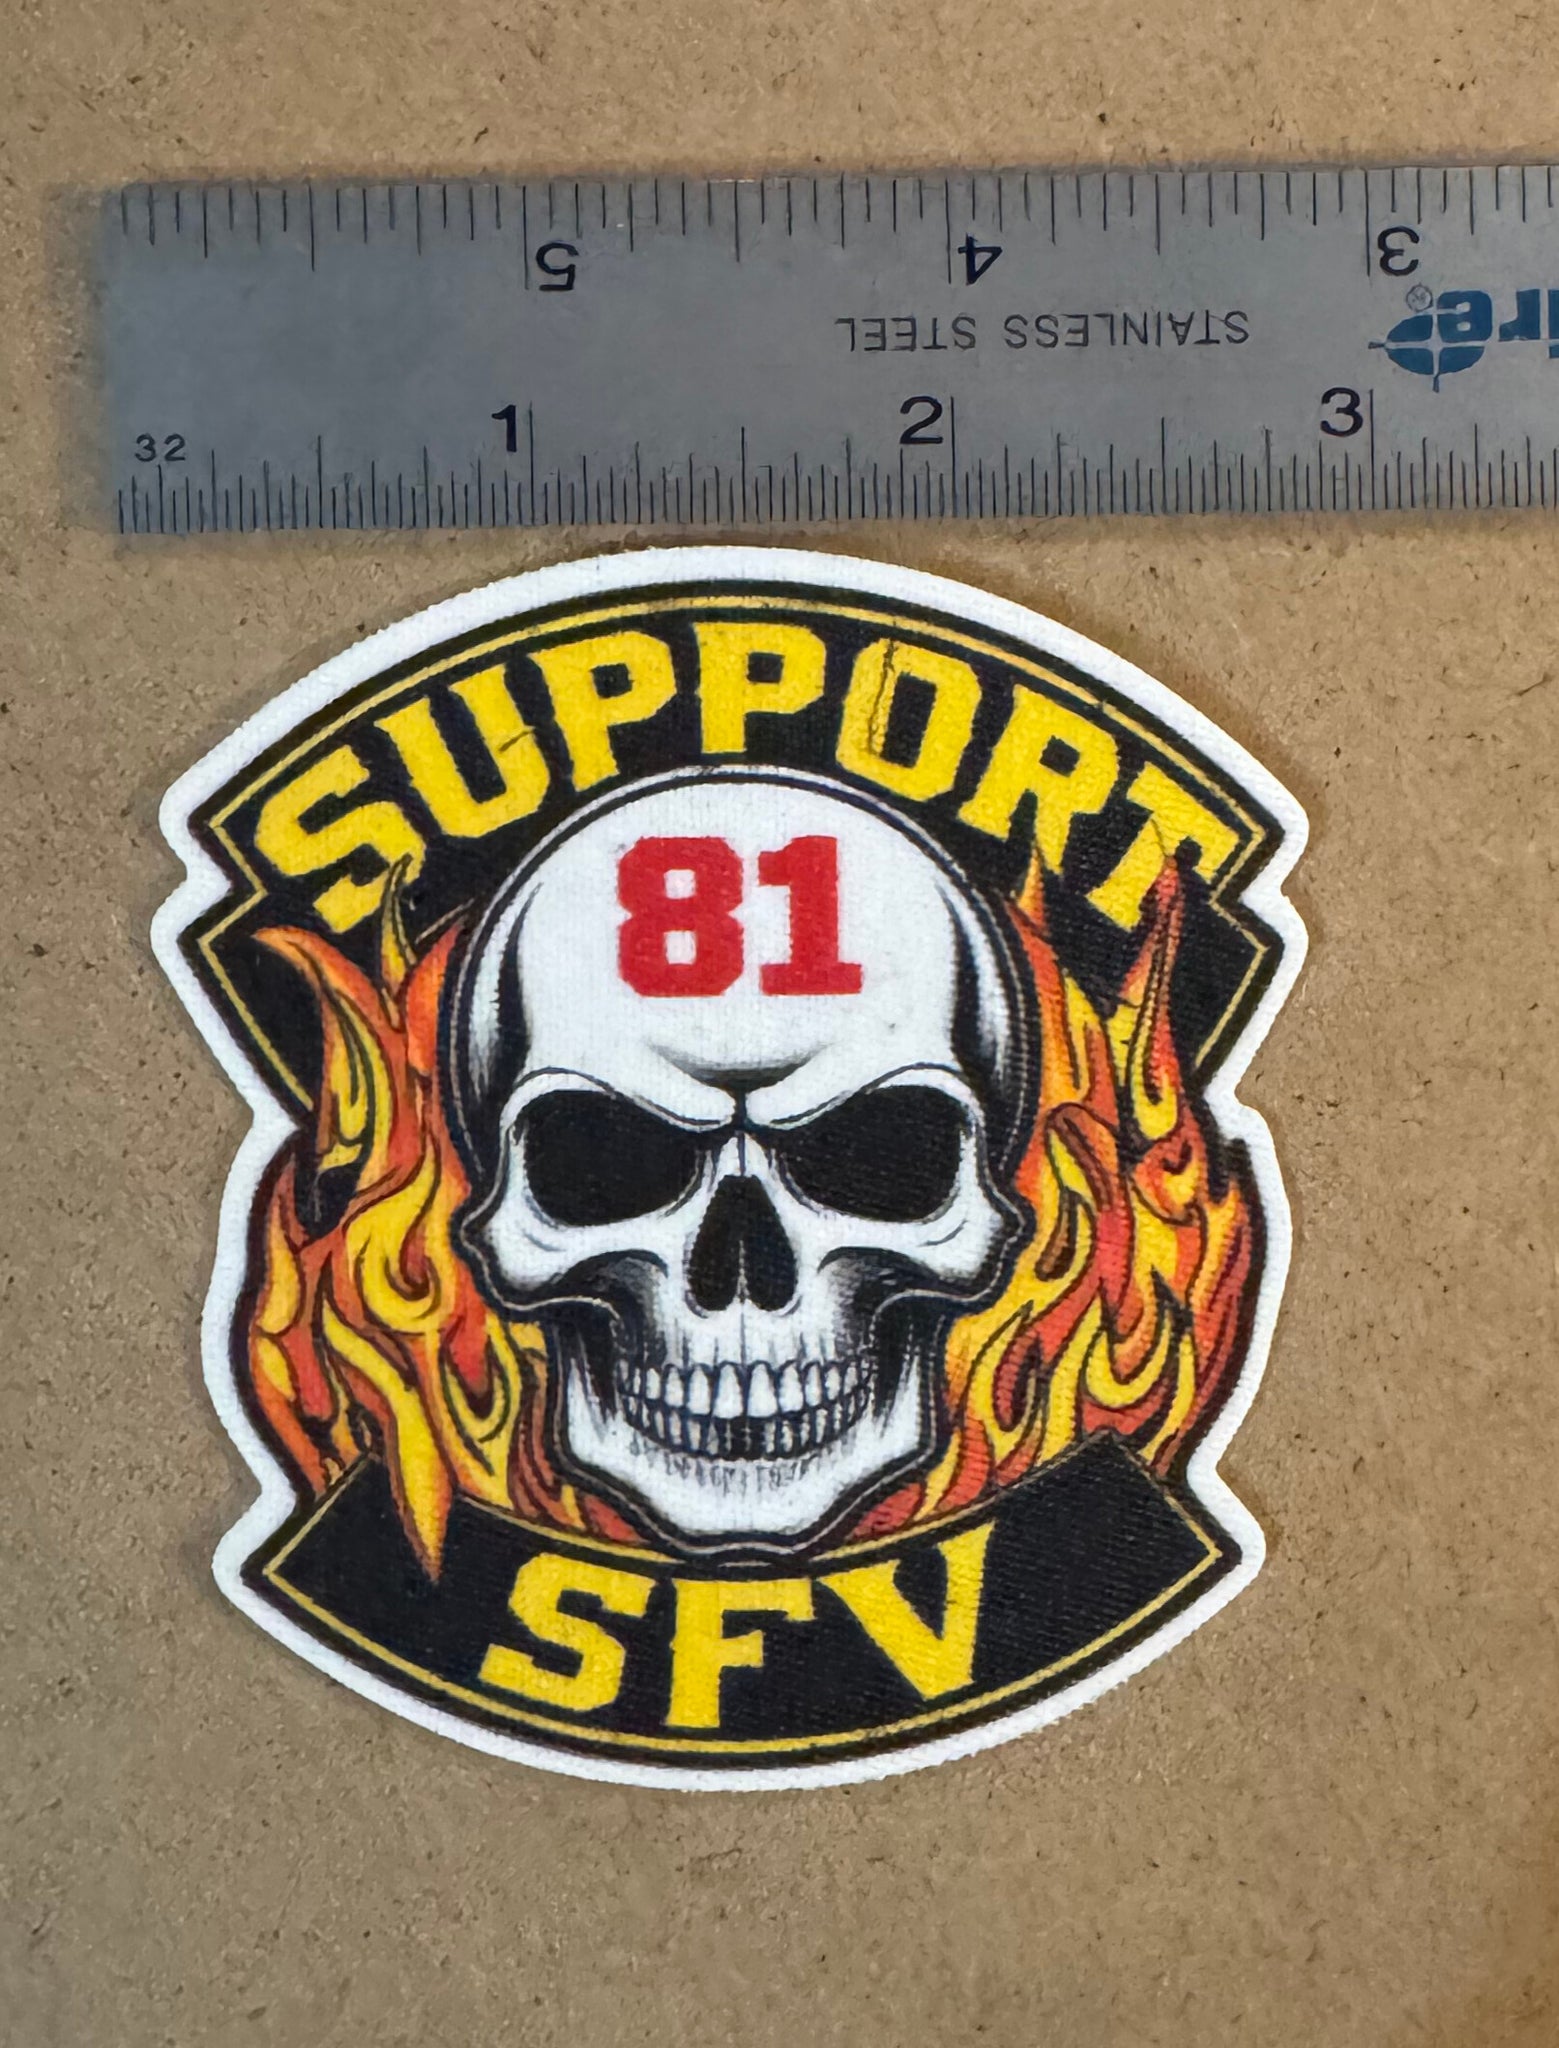 5 4 3
STAINLESS STEEL
32 1 2 3
SUPPORT
81
SFV